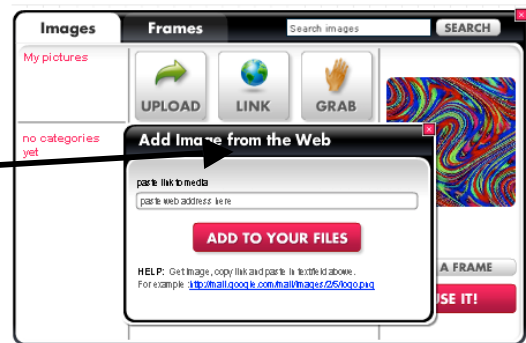 Images
Frames
Search images
SEARCH
My pictures
UPLOAD
LINK
GRAB
no categories
yet
Add Image from the Web
paste link to media
paste web address here
ADD TO YOUR FILES
HELP: Get image, copy link and paste in textfield above.
For example :http://mail.google.com/mail/images/2/5/logo.png
A FRAME
USE IT!